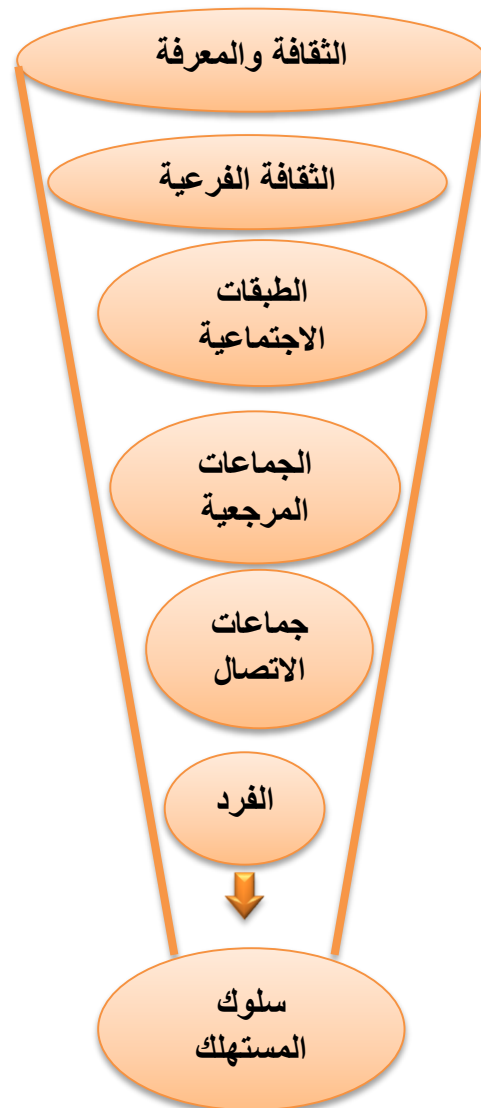 الثقافة والمعرفة
الثقافة الفرعية
الطبقات
الاجتماعية
الجماعات
المرجعية
جماعات
الاتصال
الفرد
سلوك
المستهلك